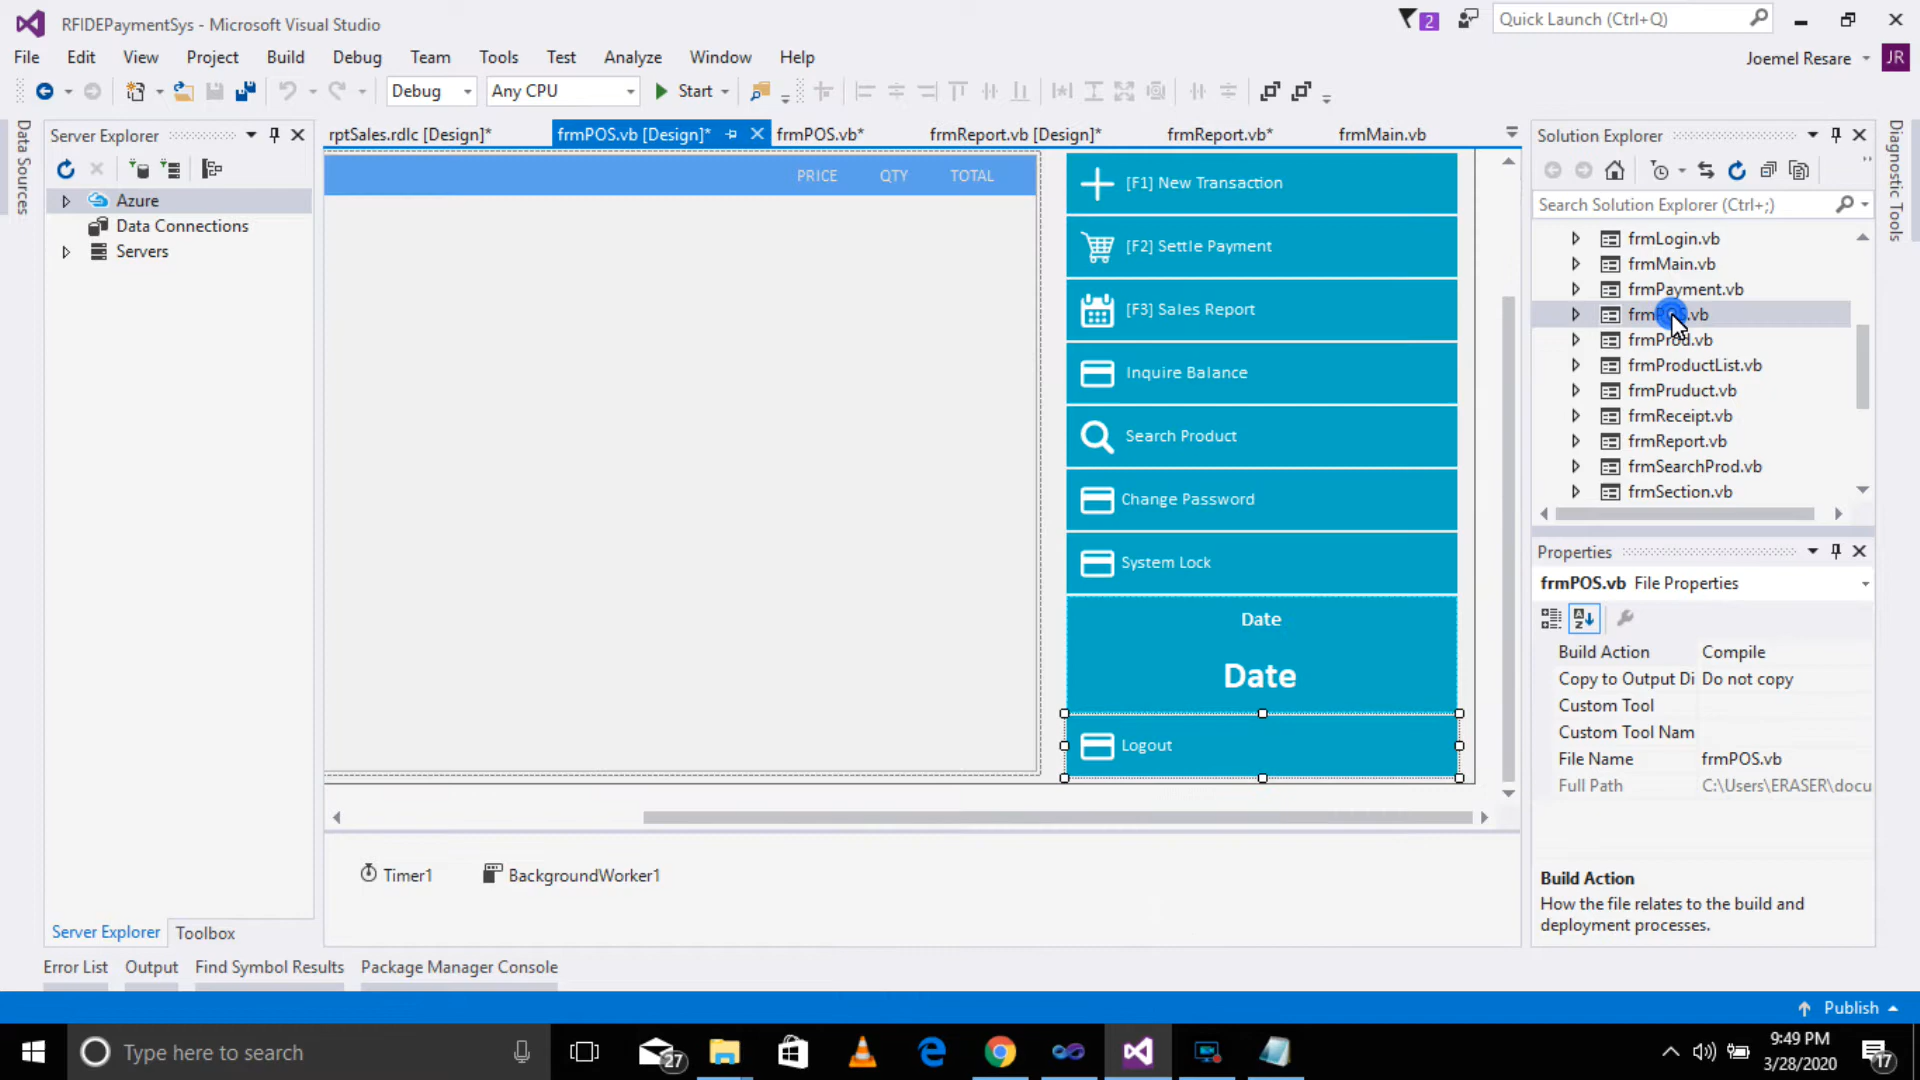 RFIDEPaymentSys - Microsoft Visual Studio
2
Quick Launch (Ctrl+Q)
File Edit View Project Build Debug Team Tools Test Analyze Window Help
Joemel Resare
JR
Debug
Any CPU
Start
Data Sources
Server Explorer
Azure
Data Connections
Servers
Server Explorer
Toolbox
rptSales.rdlc [Design]*
frmPOS.vb [Design]*
frmPOS.vb*
frmReport.vb [Design]*
frmReport.vb*
frmMain.vb
PRICE QTY TOTAL
[F1] New Transaction
[F2] Settle Payment
[F3] Sales Report
Inquire Balance
Search Product
Change Password
System Lock
Date
Date
Logout
Timer1
BackgroundWorker1
Solution Explorer
Search Solution Explorer (Ctrl+;)
frmLogin.vb
frmMain.vb
frmPayment.vb
frmPOS.vb
frmProd.vb
frmProductList.vb
frmPruduct.vb
frmReceipt.vb
frmReport.vb
frmSearchProd.vb
frmSection.vb
Diagnostic Tools
Properties
frmPOS.vb File Properties
Build Action Compile
Copy to Output Di Do not copy
Custom Tool
Custom Tool Nam
File Name frmPOS.vb
Full Path C:\Users\ERASER\docu
Build Action
How the file relates to the build and
deployment processes.
Error List Output Find Symbol Results Package Manager Console
Publish
Type here to search
27
9:49 PM
3/28/2020
17